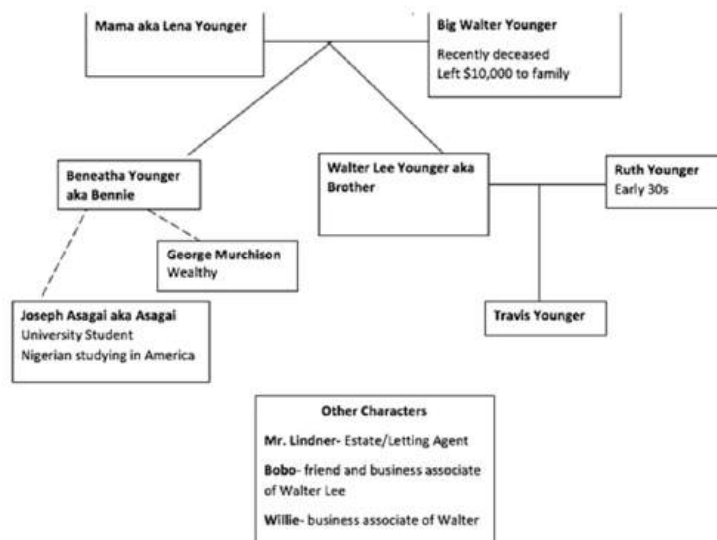 Mama aka Lena Younger
Big Walter Younger
Recently deceased
Left $10,000 to family
Beneatha Younger
aka Bennie
Walter Lee Younger aka
Brother
Ruth Younger
Early 30s
George Murchison
Wealthy
Joseph Asagai aka Asagai
University Student
Nigerian studying in America
Travis Younger
Other Characters
Mr. Lindner- Estate/Letting Agent
Bobo- friend and business associate
of Walter Lee
Willie- business associate of Walter